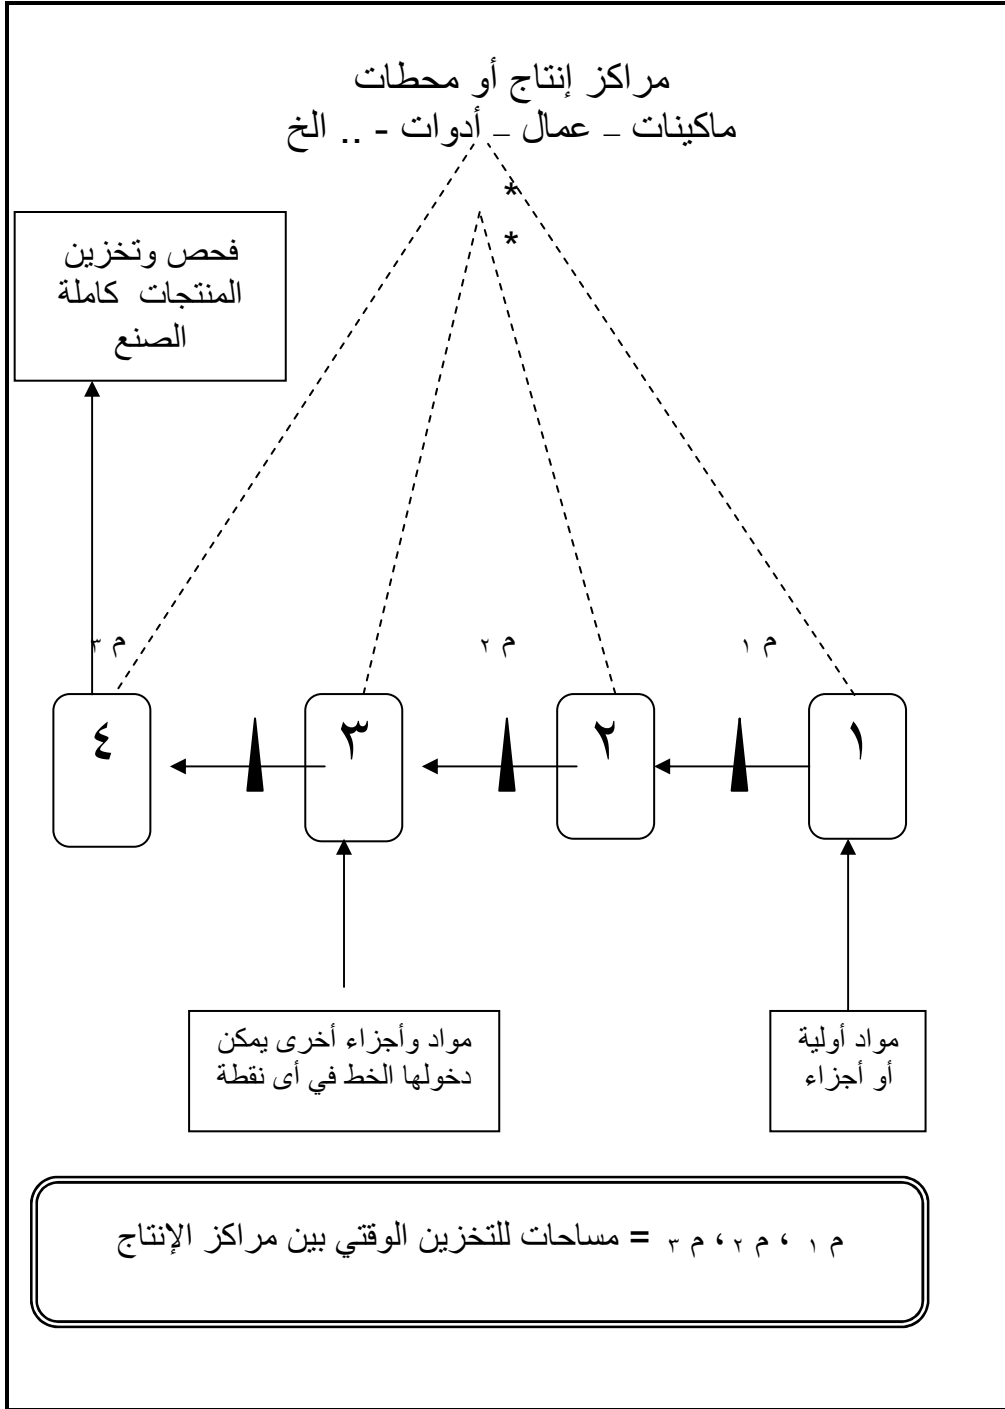 مراكز إنتاج أو محطات
ماكينات – عمال – أدوات - .. الخ
*
*
فحص وتخزين
المنتجات كاملة
الصنع
م ١
م ٢
م ٣
١
٢
٣
٤
مواد أولية
أو أجزاء
مواد وأجزاء أخرى يمكن
دخولها الخط في أى نقطة
م ١ ، م ٢، م ٣ = مساحات للتخزين الوقتي بين مراكز الإنتاج